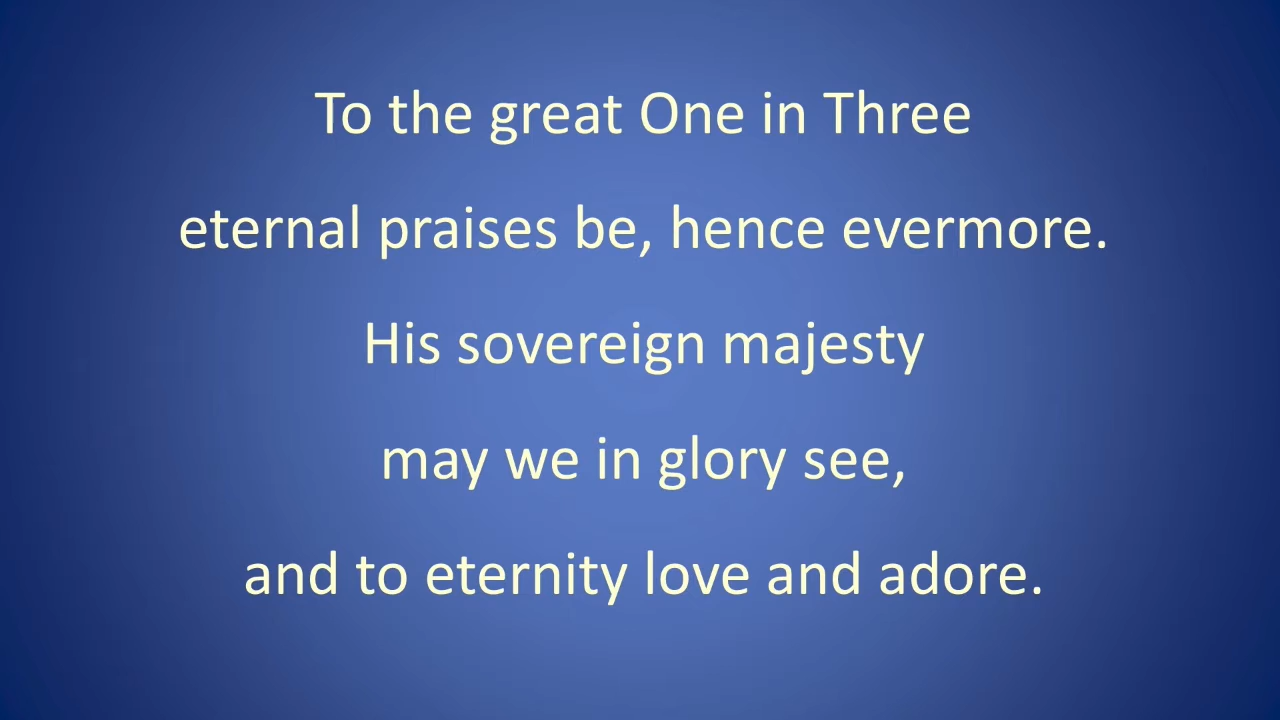 To the great One in Three
eternal praises be, hence evermore.
His sovereign majesty
may we in glory see,
and to eternity love and adore.